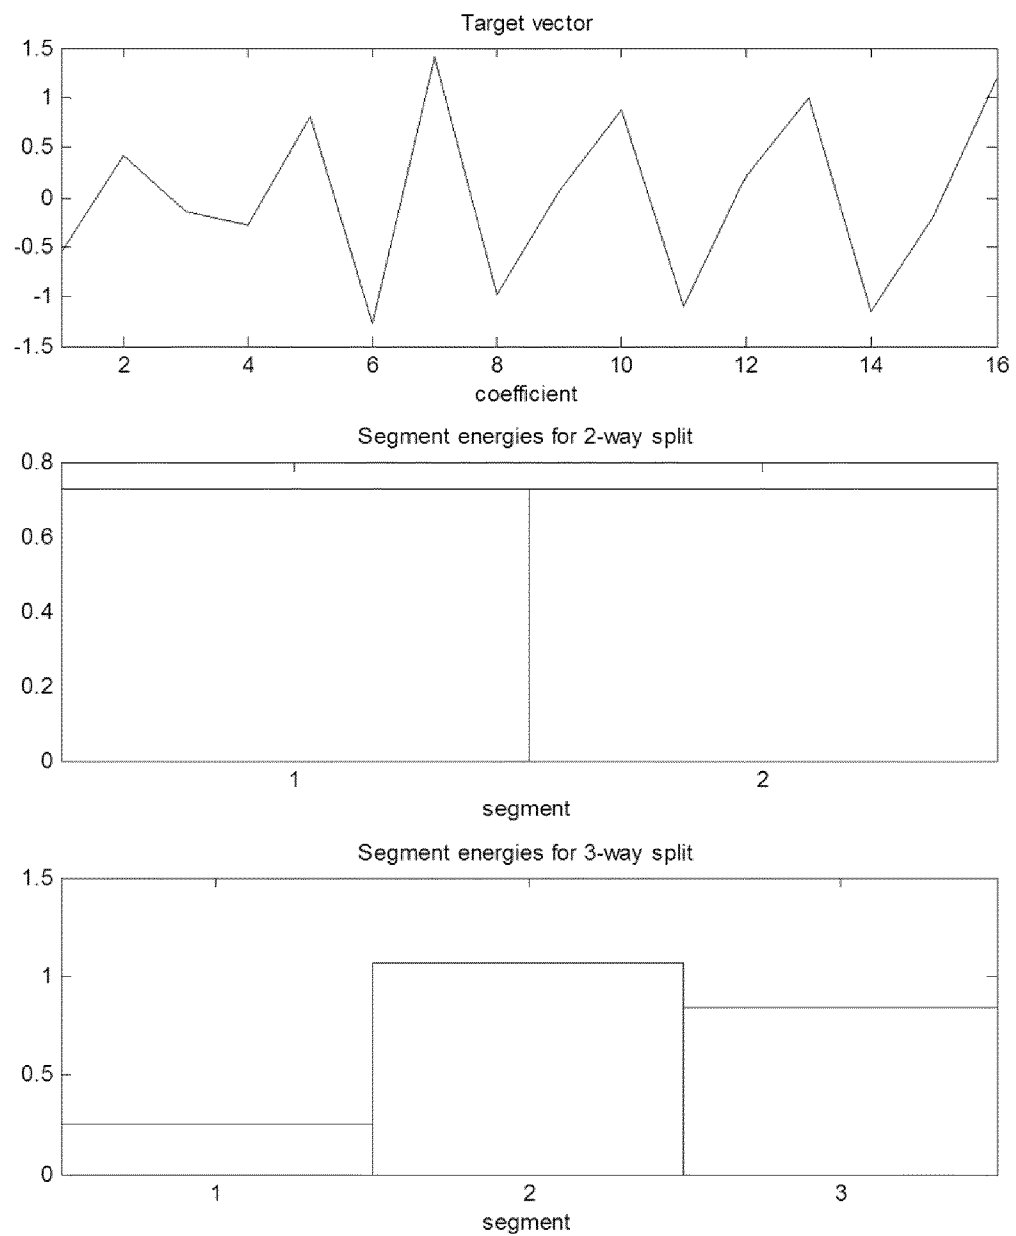 Target vector
1.5
1
0.5
0
-0.5
-1
-1.5
2 4 6 8 10 12 14 16
coefficient
Segment energies for 2-way split
0.8
0.6
0.4
0.2
0
1 2
segment
Segment energies for 3-way split
1.5
1
0.5
0
1 2 3
segment